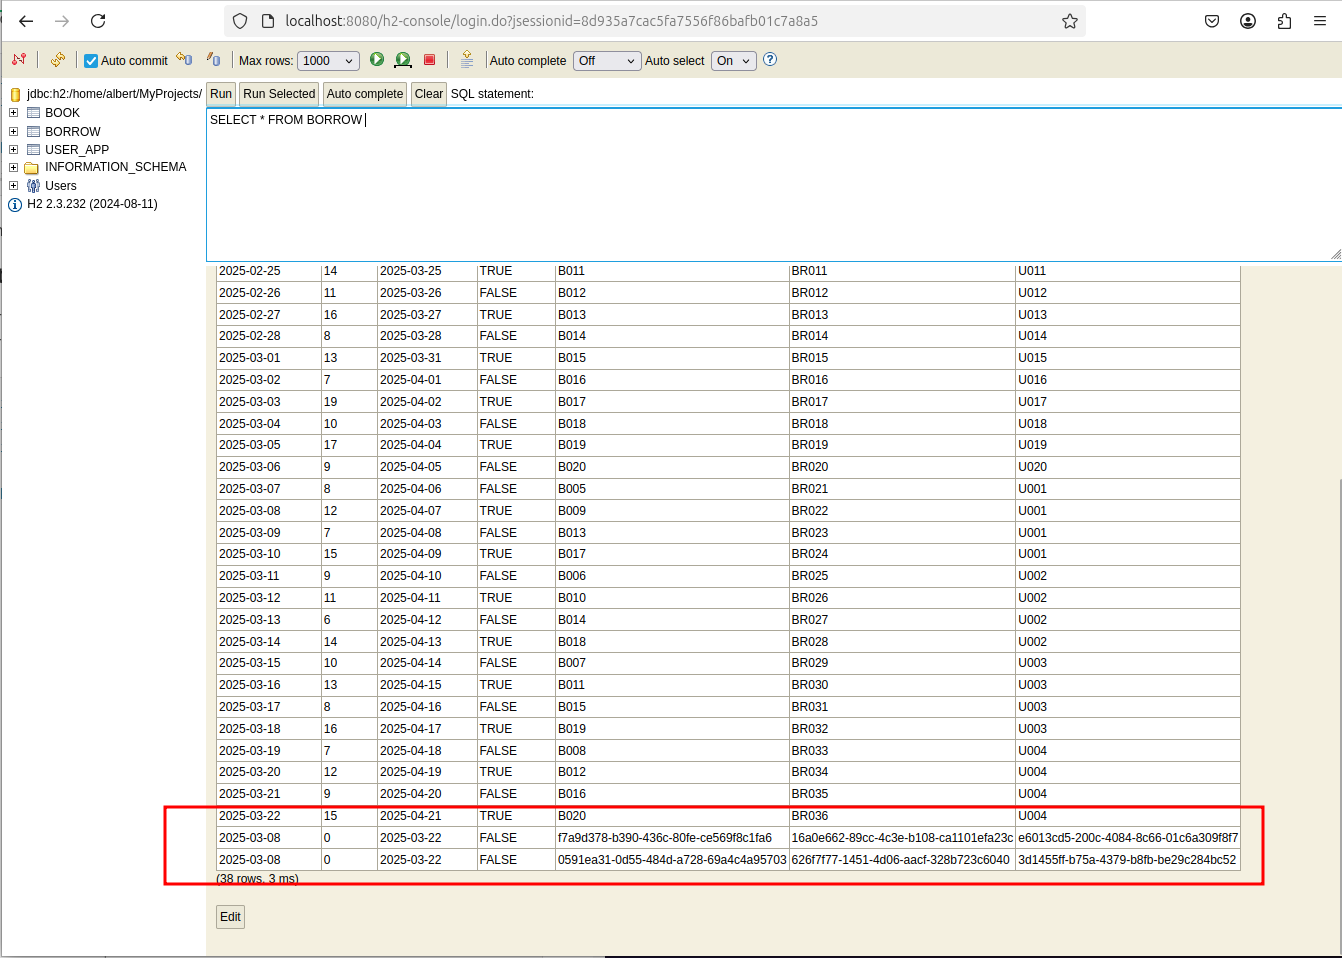 localhost:8080/h2-console/login.do?jsessionid=8d935a7cac5fa7556f86bafb01c7a8a5
Auto commit Max rows: 1000 Auto complete Off Auto select On
jdbc:h2:/home/albert/MyProjects/
BOOK
BORROW
USER_APP
INFORMATION_SCHEMA
Users
H2 2.3.232 (2024-08-11)
Run Run Selected Auto complete Clear SQL statement:
SELECT * FROM BORROW
2025-02-25 14 2025-03-25 TRUE B011 BR011 U011
2025-02-26 11 2025-03-26 FALSE B012 BR012 U012
2025-02-27 16 2025-03-27 TRUE B013 BR013 U013
2025-02-28 8 2025-03-28 FALSE B014 BR014 U014
2025-03-01 13 2025-03-31 TRUE B015 BR015 U015
2025-03-02 7 2025-04-01 FALSE B016 BR016 U016
2025-03-03 19 2025-04-02 TRUE B017 BR017 U017
2025-03-04 10 2025-04-03 FALSE B018 BR018 U018
2025-03-05 17 2025-04-04 TRUE B019 BR019 U019
2025-03-06 9 2025-04-05 FALSE B020 BR020 U020
2025-03-07 8 2025-04-06 FALSE B005 BR021 U001
2025-03-08 12 2025-04-07 TRUE B009 BR022 U001
2025-03-09 7 2025-04-08 FALSE B013 BR023 U001
2025-03-10 15 2025-04-09 TRUE B017 BR024 U001
2025-03-11 9 2025-04-10 FALSE B006 BR025 U002
2025-03-12 11 2025-04-11 TRUE B010 BR026 U002
2025-03-13 6 2025-04-12 FALSE B014 BR027 U002
2025-03-14 14 2025-04-13 TRUE B018 BR028 U002
2025-03-15 10 2025-04-14 FALSE B007 BR029 U003
2025-03-16 13 2025-04-15 TRUE B011 BR030 U003
2025-03-17 8 2025-04-16 FALSE B015 BR031 U003
2025-03-18 16 2025-04-17 TRUE B019 BR032 U003
2025-03-19 7 2025-04-18 FALSE B008 BR033 U004
2025-03-20 12 2025-04-19 TRUE B012 BR034 U004
2025-03-21 9 2025-04-20 FALSE B016 BR035 U004
2025-03-22 15 2025-04-21 TRUE B020 BR036 U004
2025-03-08 0 2025-03-22 FALSE f7a9d378-b390-436c-80fe-ce569f8c1fa6 16a0e662-89cc-4c3e-b108-ca1101efa23c e6013cd5-200c-4084-8c66-01c6a309f8f7
2025-03-08 0 2025-03-22 FALSE 0591ea31-0d55-484d-a728-69a4c4a95703 626f7f77-1451-4d06-aacf-328b723c6040 3d1455ff-b75a-4379-b8fb-be29c284bc52
(38 rows, 3 ms)
Edit